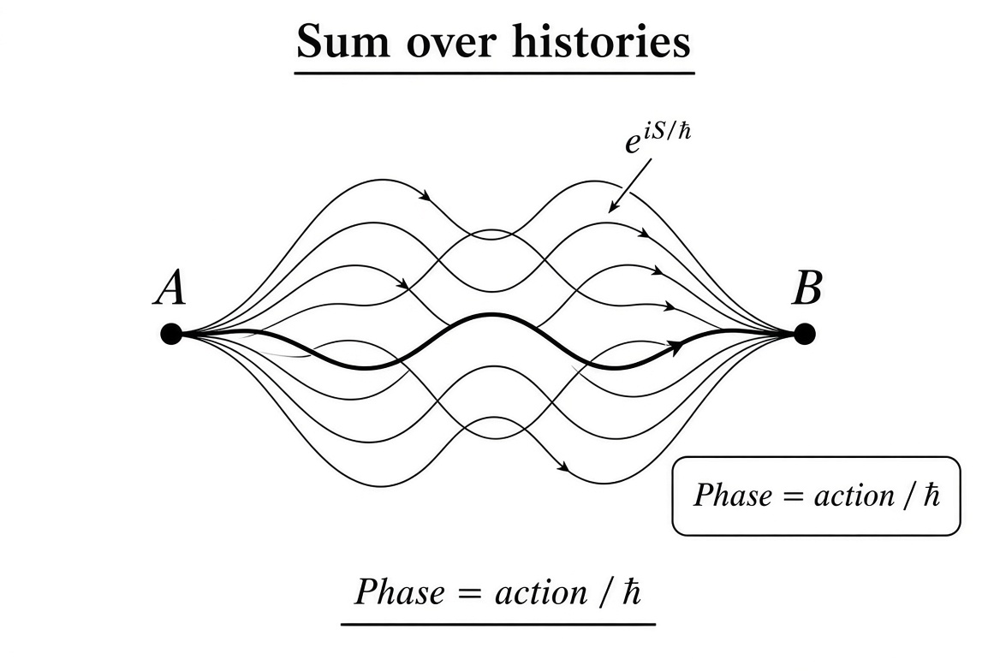 Sum over histories
e^{iS/ħ}
A
B
Phase = action / ħ
Phase = action / ħ